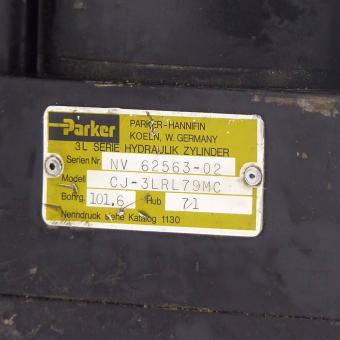 Parker
PARKER-HANNIFIN
KOELN, W. GERMANY
3L SERIE HYDRAULIK ZYLINDER
Serien Nr. NV 62563-02
Model CJ-3LRL79MC
Bohrg. 101,6 Hub 71
Nenndruck siehe Katalog 1130